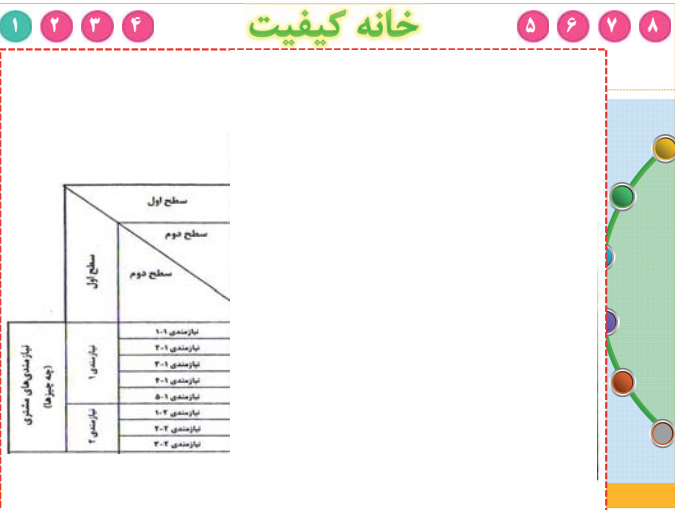 ۱ ۲ ۳ ۴
خانه کیفیت
۵ ۶ ۷ ۸
سطح اول
سطح دوم
سطح اول
سطح دوم
نیازمندی‌های مشتری
(چه چیزها)
نیازمندی ۱
نیازمندی ۱-۱
نیازمندی ۱-۲
نیازمندی ۱-۳
نیازمندی ۱-۴
نیازمندی ۱-۵
نیازمندی ۲
نیازمندی ۲-۱
نیازمندی ۲-۲
نیازمندی ۲-۳